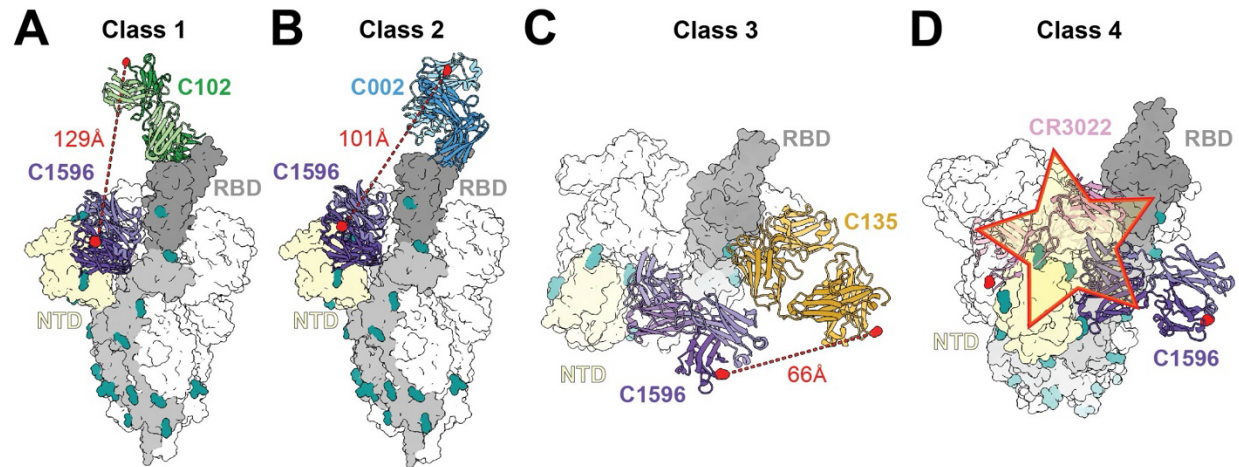 A Class 1
C102
129Å
C1596
RBD
NTD
B Class 2
C002
101Å
C1596
RBD
NTD
C Class 3
RBD
C135
NTD
C1596
66Å
D Class 4
CR3022
RBD
NTD
C1596